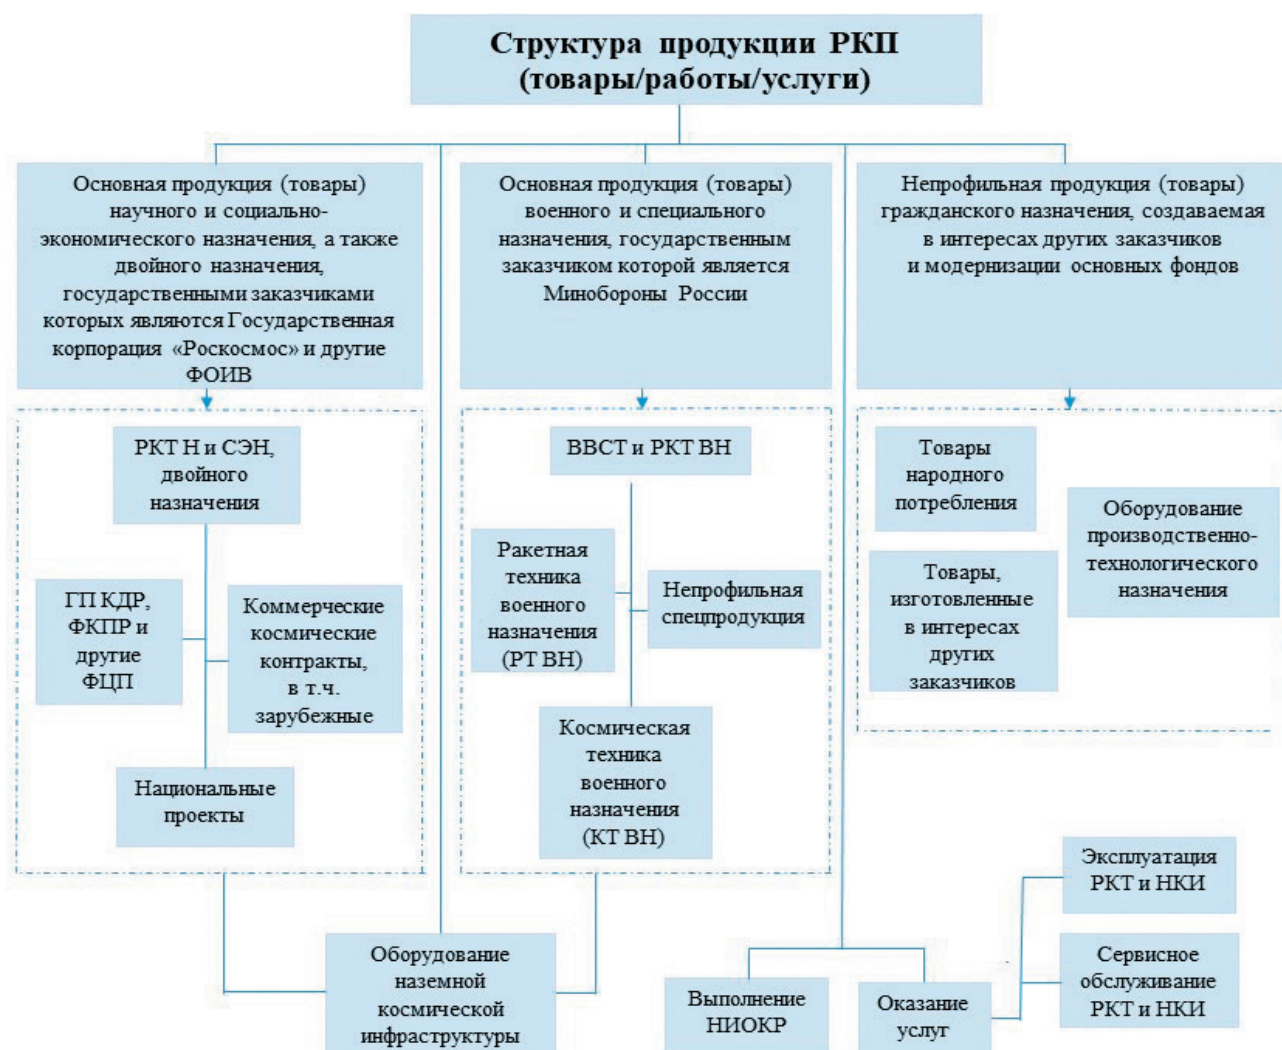 Структура продукции РКП
(товары/работы/услуги)
Основная продукция (товары)
научного и социально-
экономического назначения, а также
двойного назначения,
государственными заказчиками
которых являются Государственная
корпорация «Роскосмос» и другие
ФОИВ
Основная продукция (товары)
военного и специального
назначения, государственным
заказчиком которой является
Минобороны России
Непрофильная продукция (товары)
гражданского назначения, создаваемая
в интересах других заказчиков
и модернизации основных фондов
РКТ Н и СЭН,
двойного
назначения
ГП КДР,
ФКПР и
другие
ФЦП
Коммерческие
космические
контракты,
в т.ч.
зарубежные
Национальные
проекты
ВВСТ и РКТ ВН
Ракетная
техника
военного
назначения
(РТ ВН)
Непрофильная
спецпродукция
Космическая
техника
военного
назначения
(КТ ВН)
Товары
народного
потребления
Оборудование
производственно-
технологического
назначения
Товары,
изготовленные
в интересах
других
заказчиков
Оборудование
наземной
космической
инфраструктуры
Выполнение
НИОКР
Оказание
услуг
Эксплуатация
РКТ и НКИ
Сервисное
обслуживание
РКТ и НКИ